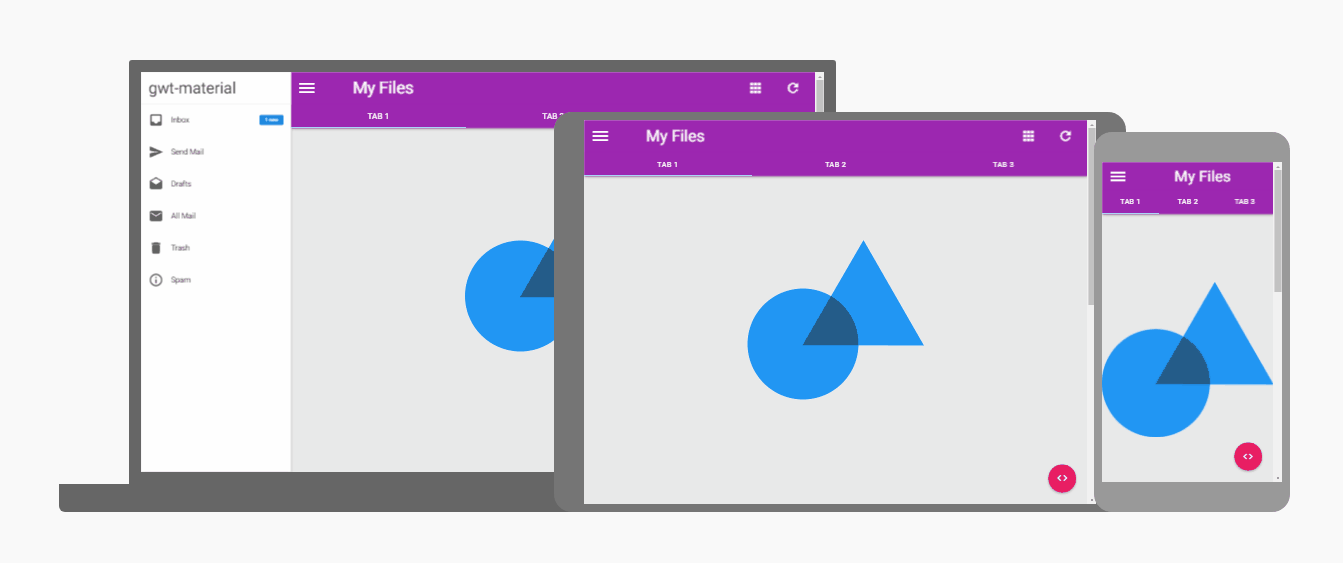 gwt-material
Inbox
1 new
Send Mail
Drafts
All Mail
Trash
Spam
My Files
TAB 1
TAB
My Files
TAB 1 TAB 2 TAB 3
My Files
TAB 1 TAB 2 TAB 3